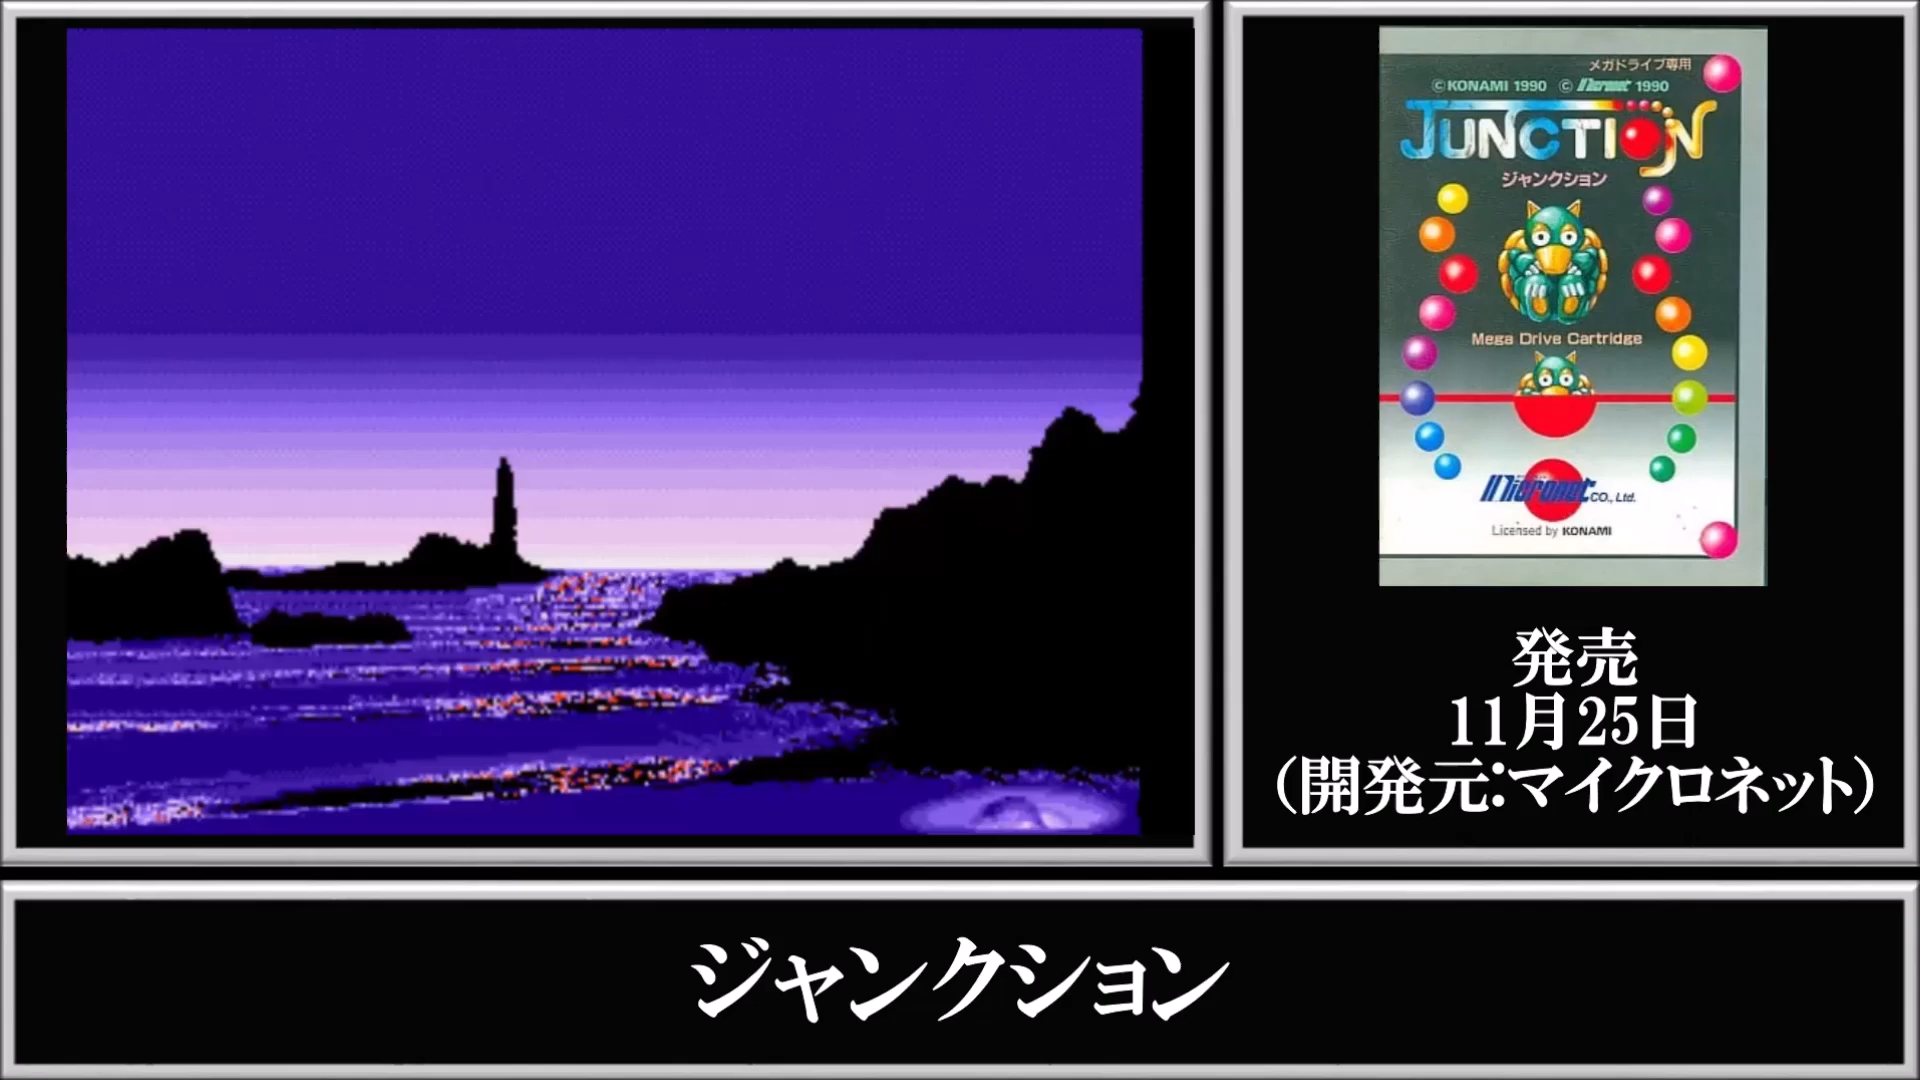 メガドライブ専用
©KONAMI 1990 © Micronet 1990
JUNCTION
ジャンクション
Mega Drive Cartridge
Micronet CO., Ltd.
Licensed by KONAMI
発売
11月25日
(開発元:マイクロネット)
ジャンクション